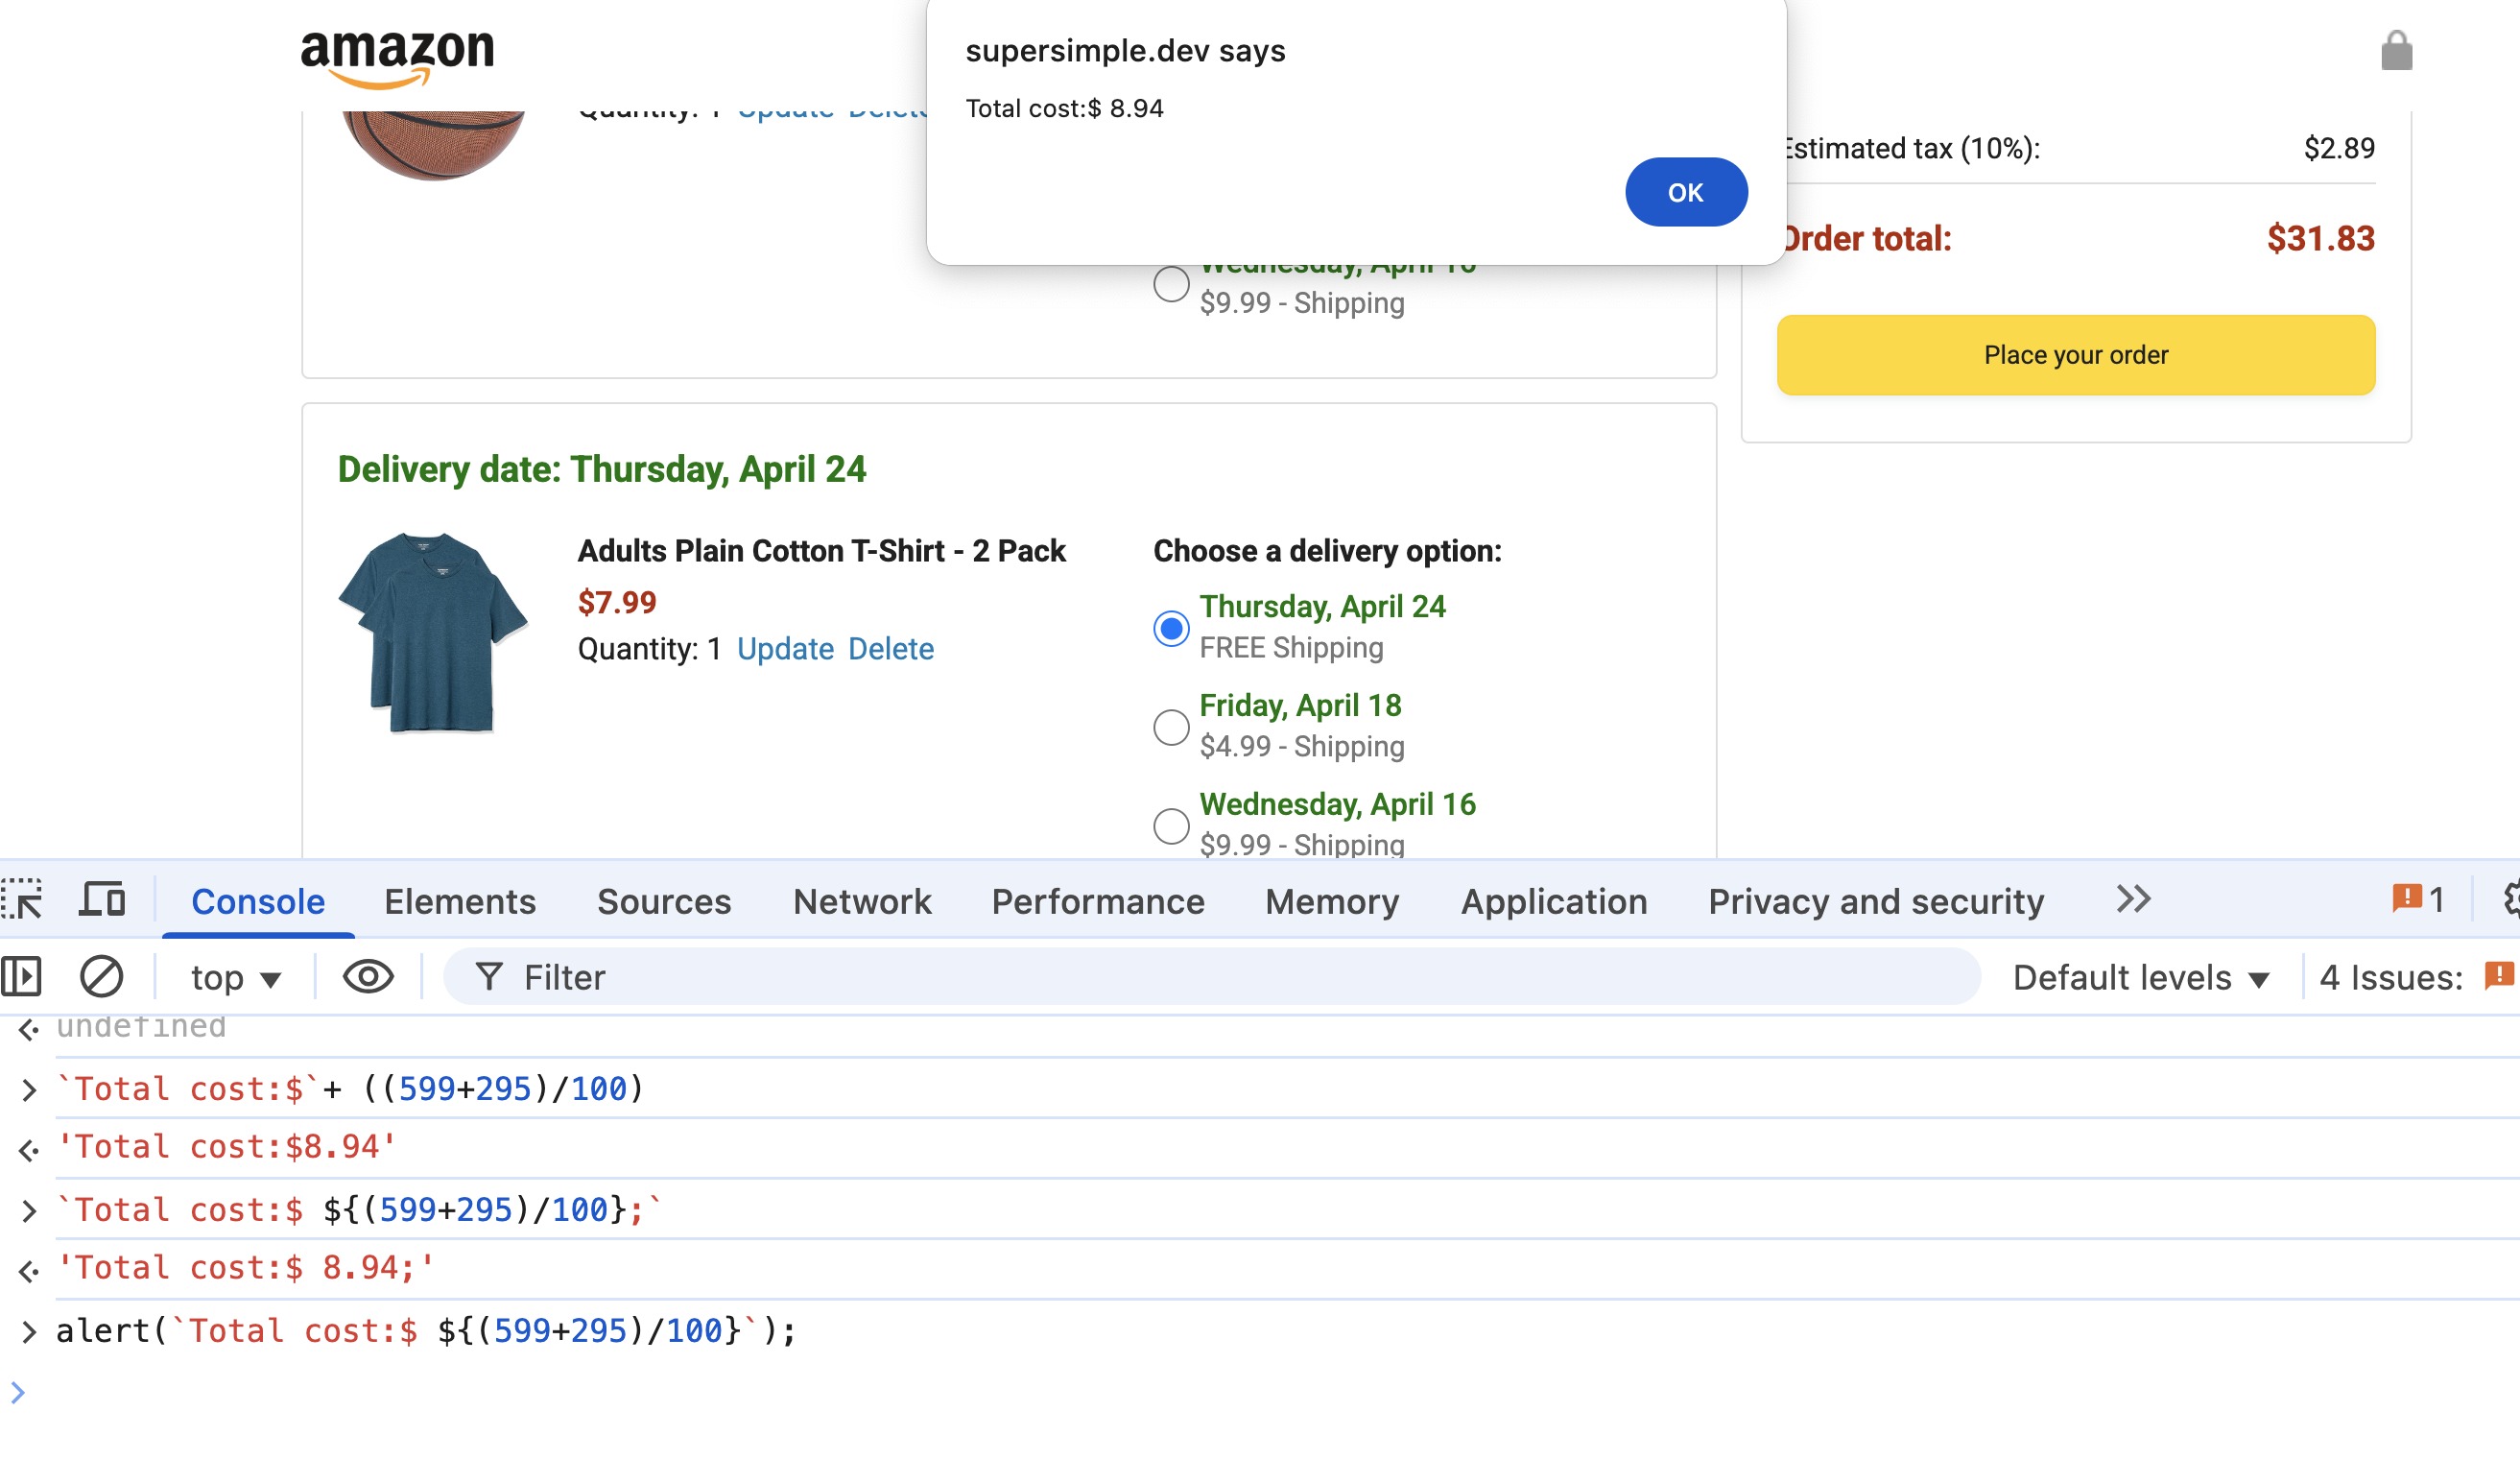 amazon
supersimple.dev says
Total cost:$ 8.94
OK
Quantity: 1 Update Delete
Estimated tax (10%): $2.89
Order total: $31.83
Place your order
Wednesday, April 16
$9.99 - Shipping
Delivery date: Thursday, April 24
Adults Plain Cotton T-Shirt - 2 Pack
$7.99
Quantity: 1 Update Delete
Choose a delivery option:
Thursday, April 24
FREE Shipping
Friday, April 18
$4.99 - Shipping
Wednesday, April 16
$9.99 - Shipping
Console Elements Sources Network Performance Memory Application Privacy and security 1
top Filter Default levels 4 Issues:
undefined
`Total cost:$`+ ((599+295)/100)
'Total cost:$8.94'
`Total cost:$ ${(599+295)/100};`
'Total cost:$ 8.94;'
alert(`Total cost:$ ${(599+295)/100}`);